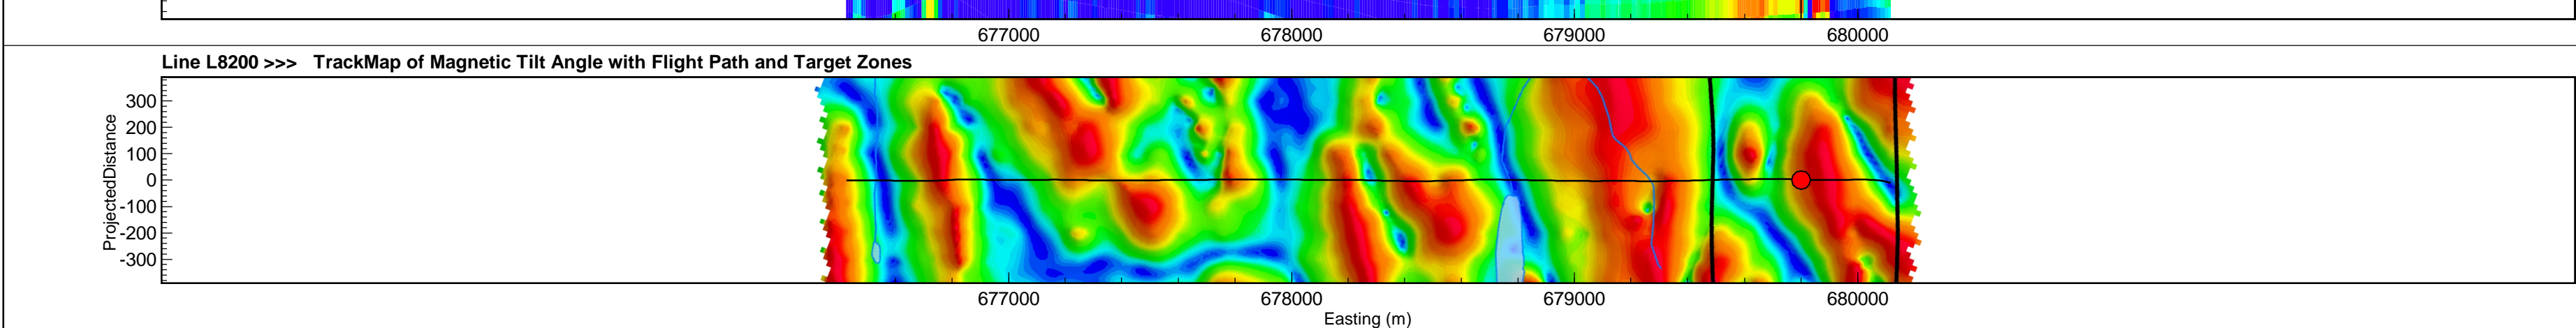 677000 678000 679000 680000
Line L8200 >>> TrackMap of Magnetic Tilt Angle with Flight Path and Target Zones
ProjectedDistance
300
200
100
0
-100
-200
-300
677000 678000 679000 680000
Easting (m)